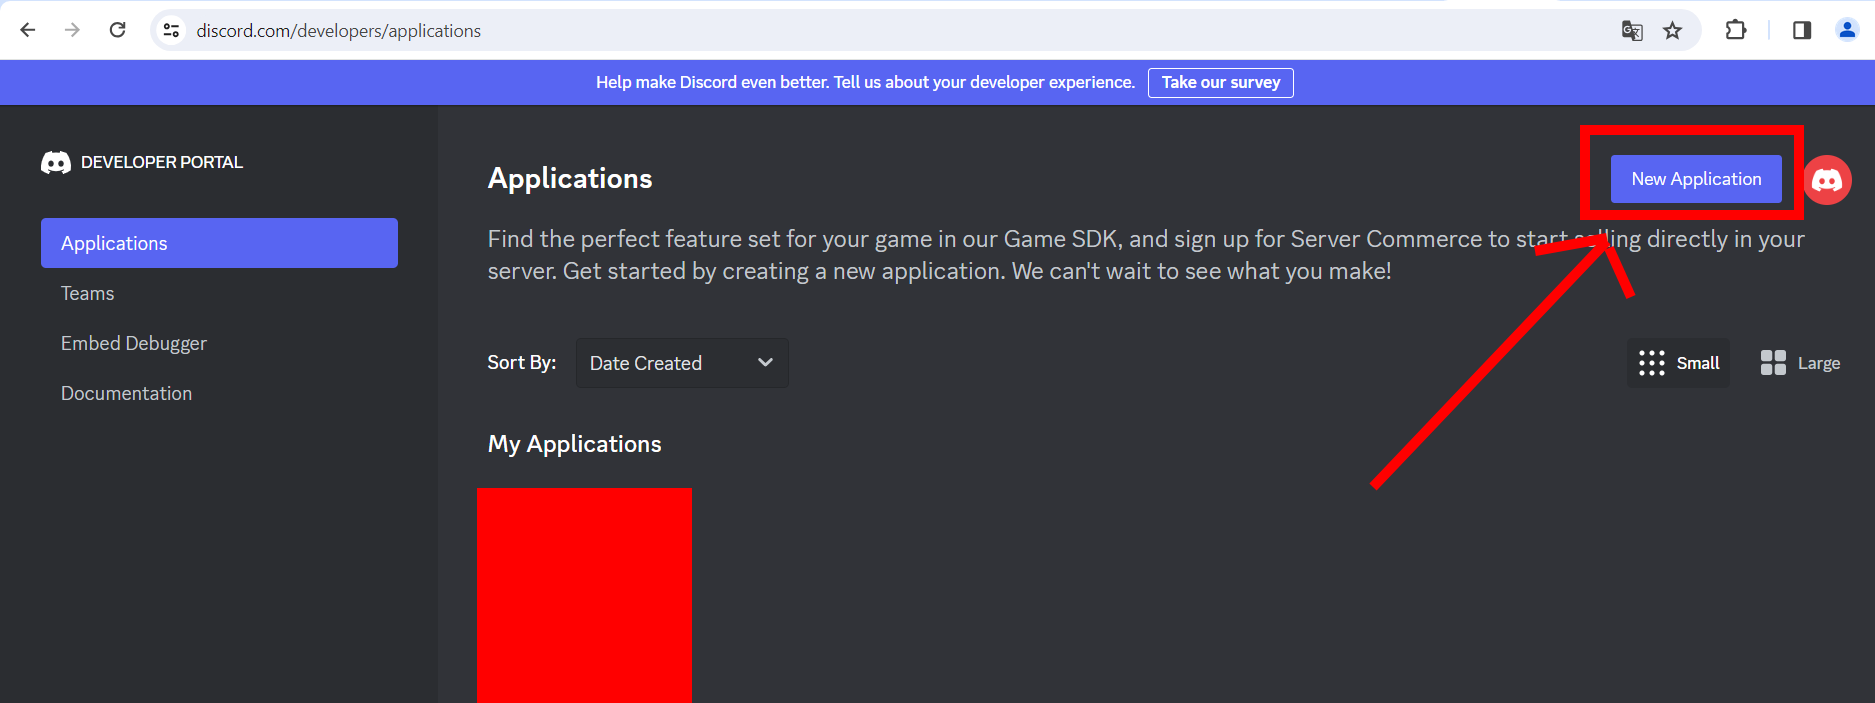 discord.com/developers/applications
Help make Discord even better. Tell us about your developer experience. Take our survey
DEVELOPER PORTAL
Applications
Teams
Embed Debugger
Documentation
Applications
New Application
Find the perfect feature set for your game in our Game SDK, and sign up for Server Commerce to start selling directly in your
server. Get started by creating a new application. We can't wait to see what you make!
Sort By: Date Created
Small Large
My Applications